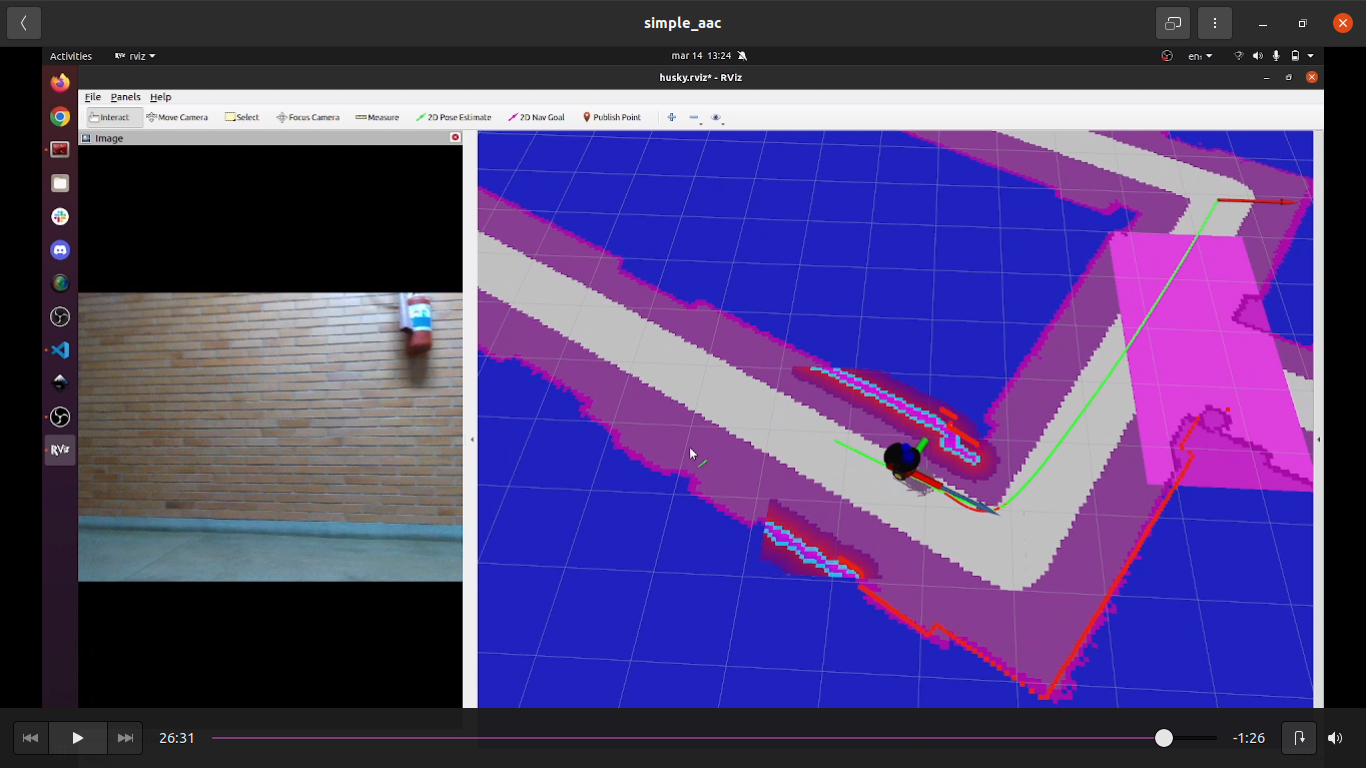 simple_aac
Activities rviz mar 14 13:24 en₁
husky.rviz* - RViz
File Panels Help
Interact Move Camera Select Focus Camera Measure 2D Pose Estimate 2D Nav Goal Publish Point
Image
RViz
26:31 -1:26